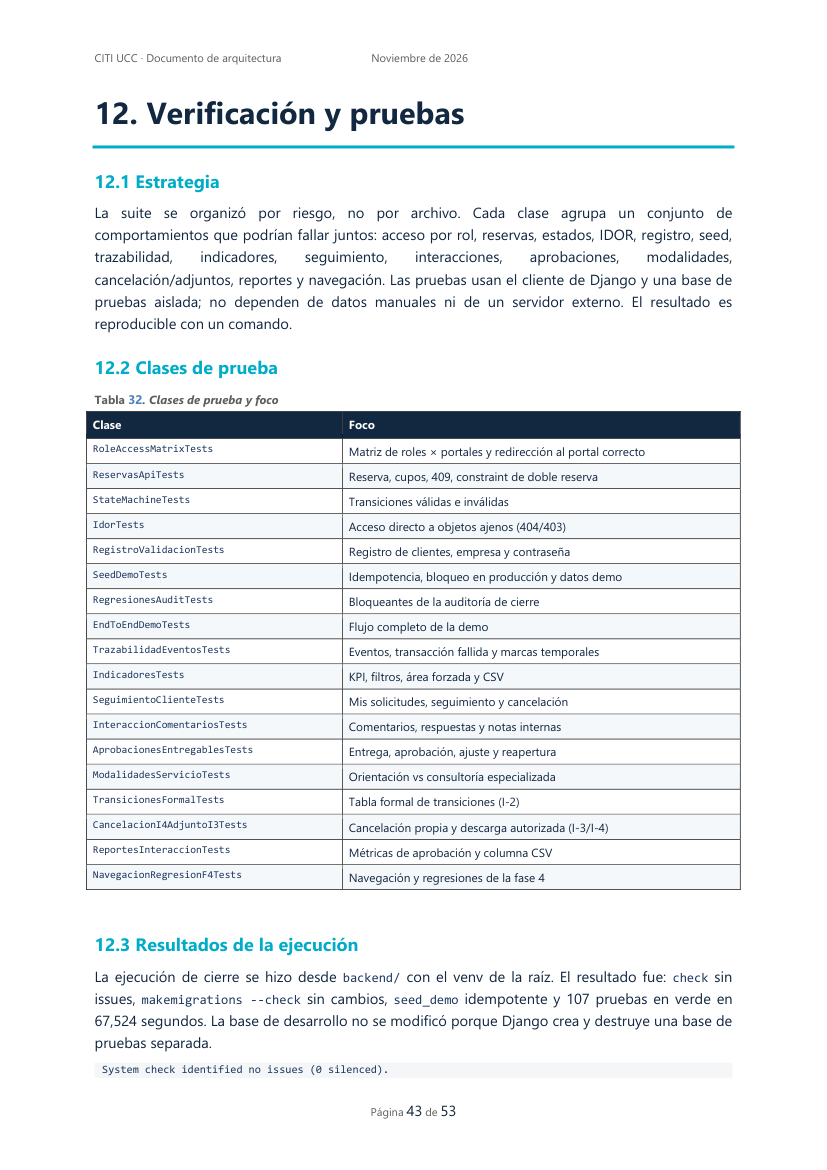 CITI UCC · Documento de arquitectura Noviembre de 2026
12. Verificación y pruebas
12.1 Estrategia
La suite se organizó por riesgo, no por archivo. Cada clase agrupa un conjunto de
comportamientos que podrían fallar juntos: acceso por rol, reservas, estados, IDOR, registro, seed,
trazabilidad, indicadores, seguimiento, interacciones, aprobaciones, modalidades,
cancelación/adjuntos, reportes y navegación. Las pruebas usan el cliente de Django y una base de
pruebas aislada; no dependen de datos manuales ni de un servidor externo. El resultado es
reproducible con un comando.
12.2 Clases de prueba
Tabla 32. Clases de prueba y foco
Clase Foco
RoleAccessMatrixTests Matriz de roles × portales y redirección al portal correcto
ReservasApiTests Reserva, cupos, 409, constraint de doble reserva
StateMachineTests Transiciones válidas e inválidas
IdorTests Acceso directo a objetos ajenos (404/403)
RegistroValidacionTests Registro de clientes, empresa y contraseña
SeedDemoTests Idempotencia, bloqueo en producción y datos demo
RegresionesAuditTests Bloqueantes de la auditoría de cierre
EndToEndDemoTests Flujo completo de la demo
TrazabilidadEventosTests Eventos, transacción fallida y marcas temporales
IndicadoresTests KPI, filtros, área forzada y CSV
SeguimientoClienteTests Mis solicitudes, seguimiento y cancelación
InteraccionComentariosTests Comentarios, respuestas y notas internas
AprobacionesEntregablesTests Entrega, aprobación, ajuste y reapertura
ModalidadesServicioTests Orientación vs consultoría especializada
TransicionesFormalTests Tabla formal de transiciones (I-2)
CancelacionI4AdjuntoI3Tests Cancelación propia y descarga autorizada (I-3/I-4)
ReportesInteraccionTests Métricas de aprobación y columna CSV
NavegacionRegresionF4Tests Navegación y regresiones de la fase 4
12.3 Resultados de la ejecución
La ejecución de cierre se hizo desde backend/ con el venv de la raíz. El resultado fue: check sin
issues, makemigrations --check sin cambios, seed_demo idempotente y 107 pruebas en verde en
67,524 segundos. La base de desarrollo no se modificó porque Django crea y destruye una base de
pruebas separada.
System check identified no issues (0 silenced).
Página 43 de 53